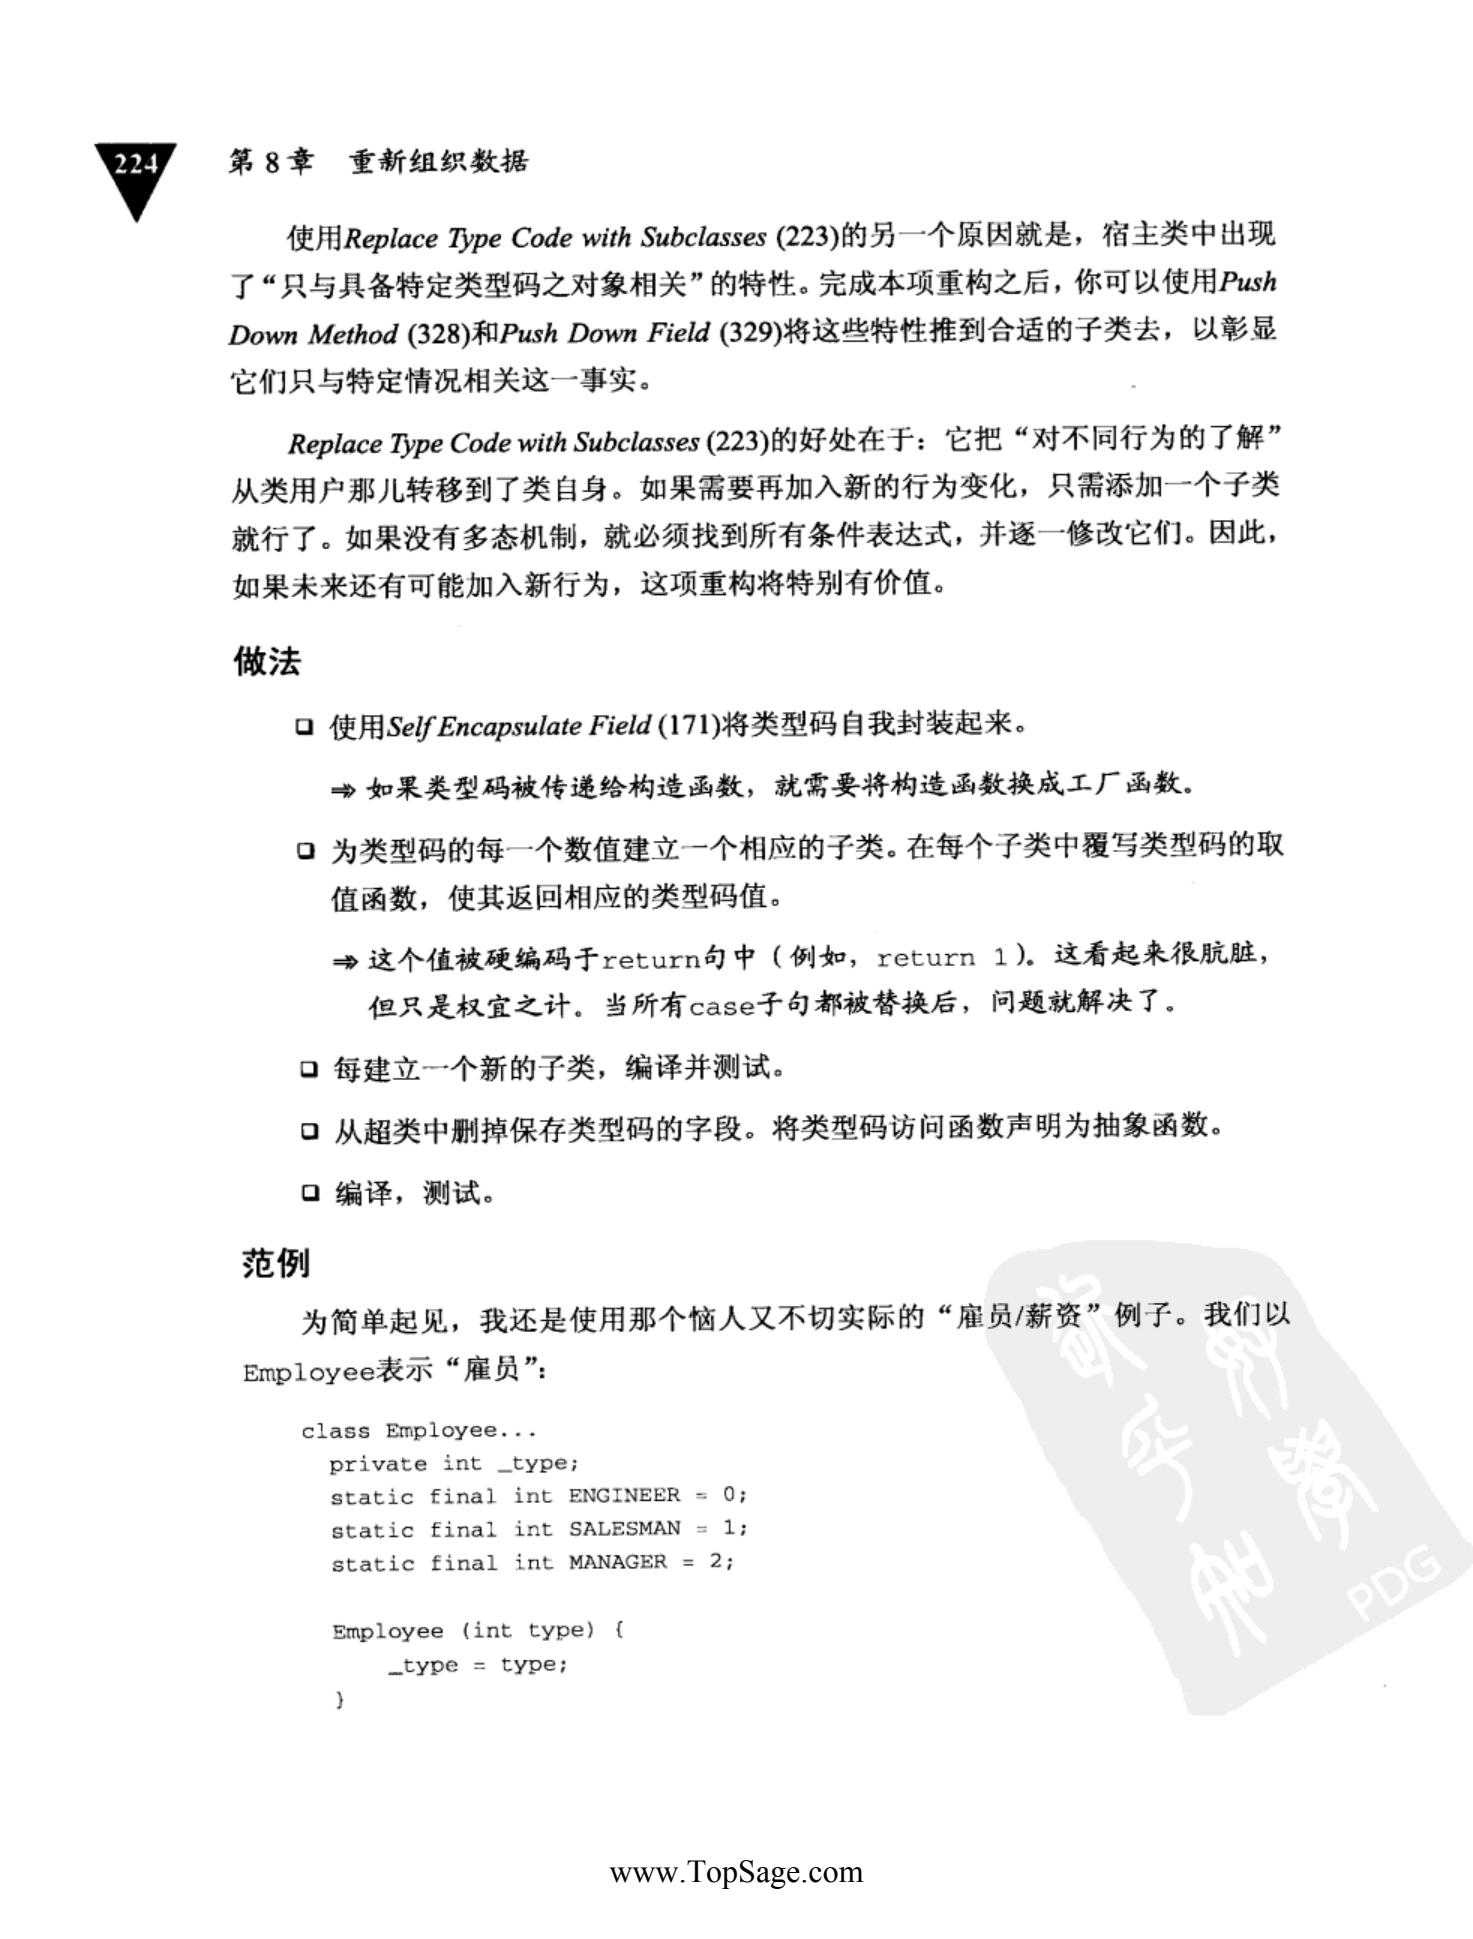 224 第 8 章 重新组织数据
使用Replace Type Code with Subclasses (223)的另一个原因就是，宿主类中出现
了“只与具备特定类型码之对象相关”的特性。完成本项重构之后，你可以使用Push
Down Method (328)和Push Down Field (329)将这些特性推到合适的子类去，以彰显
它们只与特定情况相关这一事实。
Replace Type Code with Subclasses (223)的好处在于：它把“对不同行为的了解”
从类用户那儿转移到了类自身。如果需要再加入新的行为变化，只需添加一个子类
就行了。如果没有多态机制，就必须找到所有条件表达式，并逐一修改它们。因此，
如果未来还有可能加入新行为，这项重构将特别有价值。
做法
❑ 使用Self Encapsulate Field (171)将类型码自我封装起来。
⇒ 如果类型码被传递给构造函数，就需要将构造函数换成工厂函数。
❑ 为类型码的每一个数值建立一个相应的子类。在每个子类中覆写类型码的取
值函数，使其返回相应的类型码值。
⇒ 这个值被硬编码于return句中（例如，return 1）。这看起来很肮脏，
但只是权宜之计。当所有case子句都被替换后，问题就解决了。
❑ 每建立一个新的子类，编译并测试。
❑ 从超类中删掉保存类型码的字段。将类型码访问函数声明为抽象函数。
❑ 编译，测试。
范例
为简单起见，我还是使用那个恼人又不切实际的“雇员/薪资”例子。我们以
Employee表示“雇员”：
class Employee...
private int _type;
static final int ENGINEER = 0;
static final int SALESMAN = 1;
static final int MANAGER = 2;
Employee (int type) {
_type = type;
}
PDG
www.TopSage.com